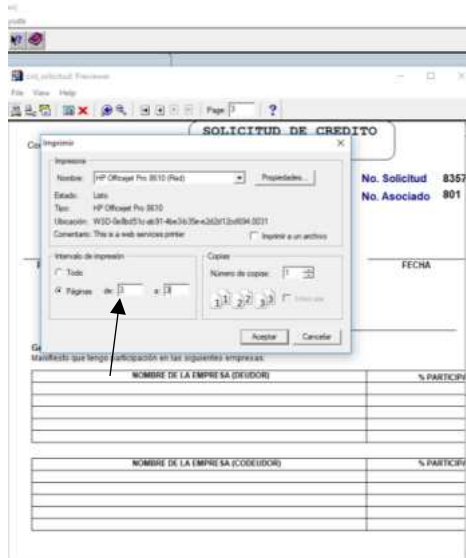 File View Help
Page 3
SOLICITUD DE CREDITO
Imprimir
Impresora
Nombre: HP Officejet Pro 8610 (Red)
Propiedades...
Estado: Listo
Tipo: HP Officejet Pro 8610
Comentario: This is a web services printer
Imprimir a un archivo
Intervalo de impresión
Todo
Páginas de: 3 a: 3
Copias
Número de copias: 1
Intercalar
Aceptar Cancelar
No. Solicitud 8357
No. Asociado 801
FECHA
Manifiesto que tengo participación en las siguientes empresas:
NOMBRE DE LA EMPRESA (DEUDOR)
NOMBRE DE LA EMPRESA (CODEUDOR)